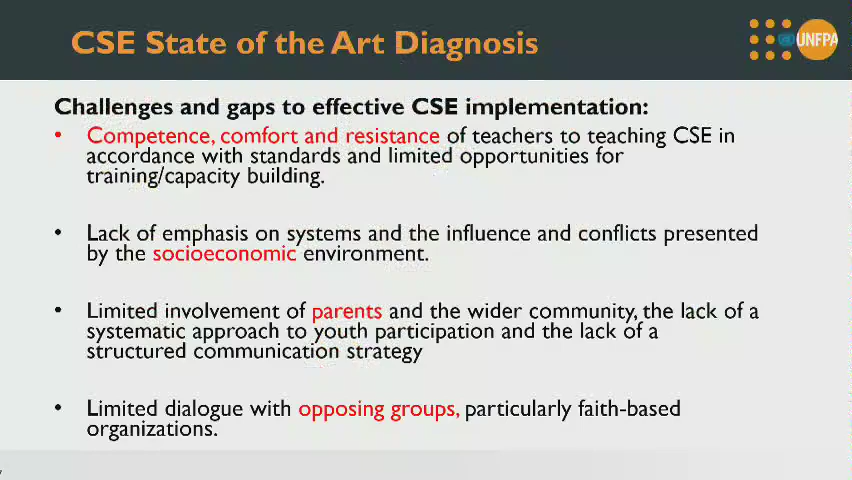 CSE State of the Art Diagnosis
UNFPA
Challenges and gaps to effective CSE implementation:
• Competence, comfort and resistance of teachers to teaching CSE in
accordance with standards and limited opportunities for
training/capacity building.
• Lack of emphasis on systems and the influence and conflicts presented
by the socioeconomic environment.
• Limited involvement of parents and the wider community, the lack of a
systematic approach to youth participation and the lack of a
structured communication strategy
• Limited dialogue with opposing groups, particularly faith-based
organizations.